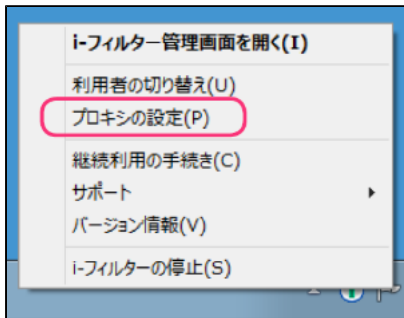 i-フィルター管理画面を開く(I)
利用者の切り替え(U)
プロキシの設定(P)
継続利用の手続き(C)
サポート
バージョン情報(V)
i-フィルターの停止(S)